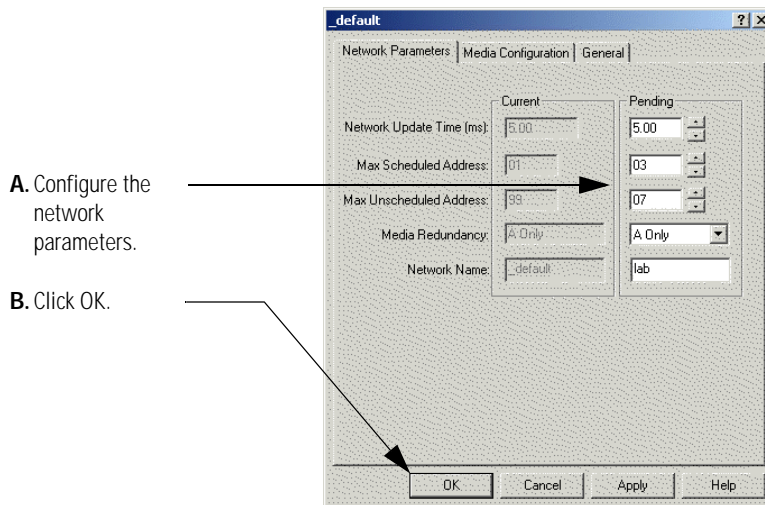 _default
? ×
Network Parameters Media Configuration General
Current Pending
Network Update Time (ms): 5.00 5.00
Max Scheduled Address: 01 03
Max Unscheduled Address: 99 07
Media Redundancy: A Only A Only
Network Name: _default lab
OK Cancel Apply Help
A. Configure the
network
parameters.
B. Click OK.